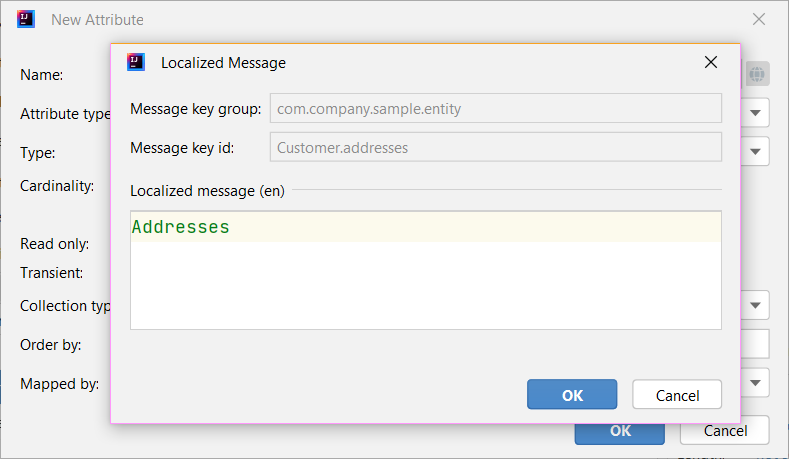 New Attribute
Localized Message
Name:
Message key group: com.company.sample.entity
Attribute type
Message key id: Customer.addresses
Type:
Cardinality:
Localized message (en)
Addresses
Read only:
Transient:
Collection typ
Order by:
Mapped by:
OK Cancel
OK Cancel